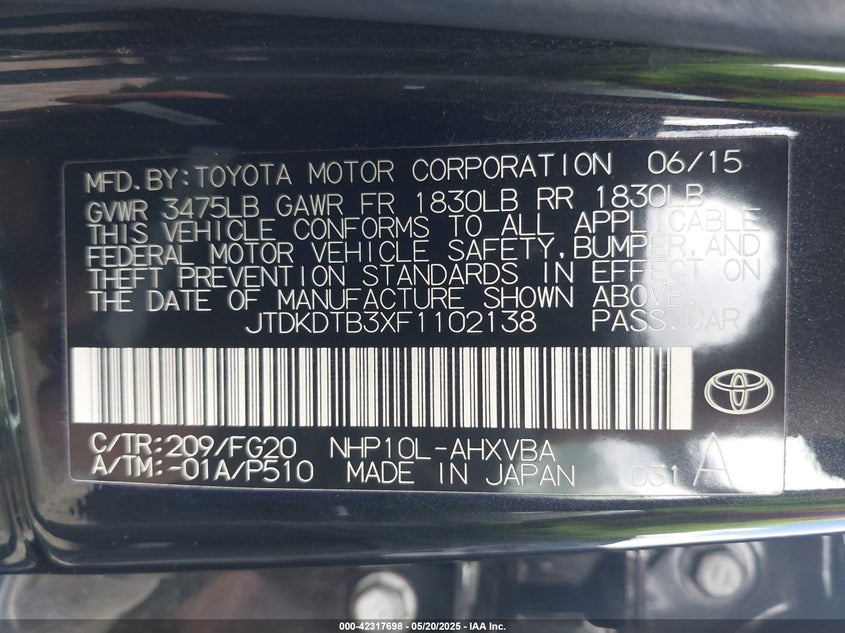 MFD.BY:TOYOTA MOTOR CORPORATION 06/15
GVWR 3475LB GAWR FR 1830LB RR 1830LB
THIS VEHICLE CONFORMS TO ALL APPLICABLE
FEDERAL MOTOR VEHICLE SAFETY,BUMPER,AND
THEFT PREVENTION STANDARDS IN EFFECT ON
THE DATE OF MANUFACTURE SHOWN ABOVE.
JTDKDTB3XF1102138 PASS.CAR
C/TR:209/FG20 NHP10L-AHXVBA
A/TM:-01A/P510 MADE IN JAPAN 031 A
000-42317698 - 05/20/2025 - IAA Inc.